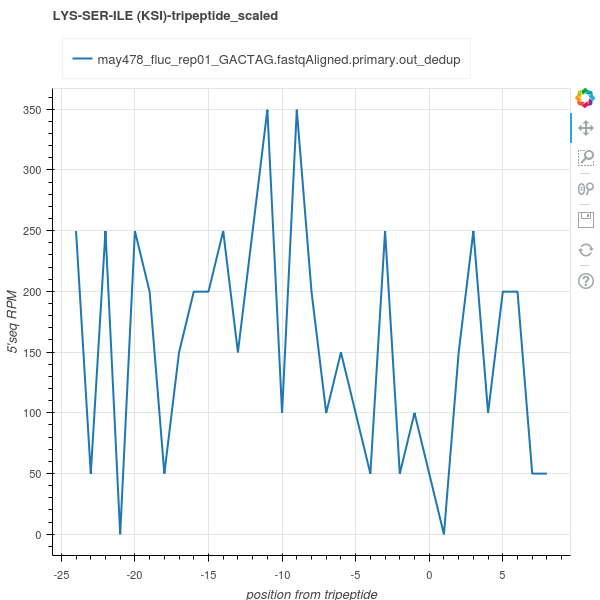 LYS-SER-ILE (KSI)-tripeptide_scaled
may478_fluc_rep01_GACTAG.fastqAligned.primary.out_dedup
350
300
250
200
150
100
50
0
5'seq RPM
-25 -20 -15 -10 -5 0 5
position from tripeptide